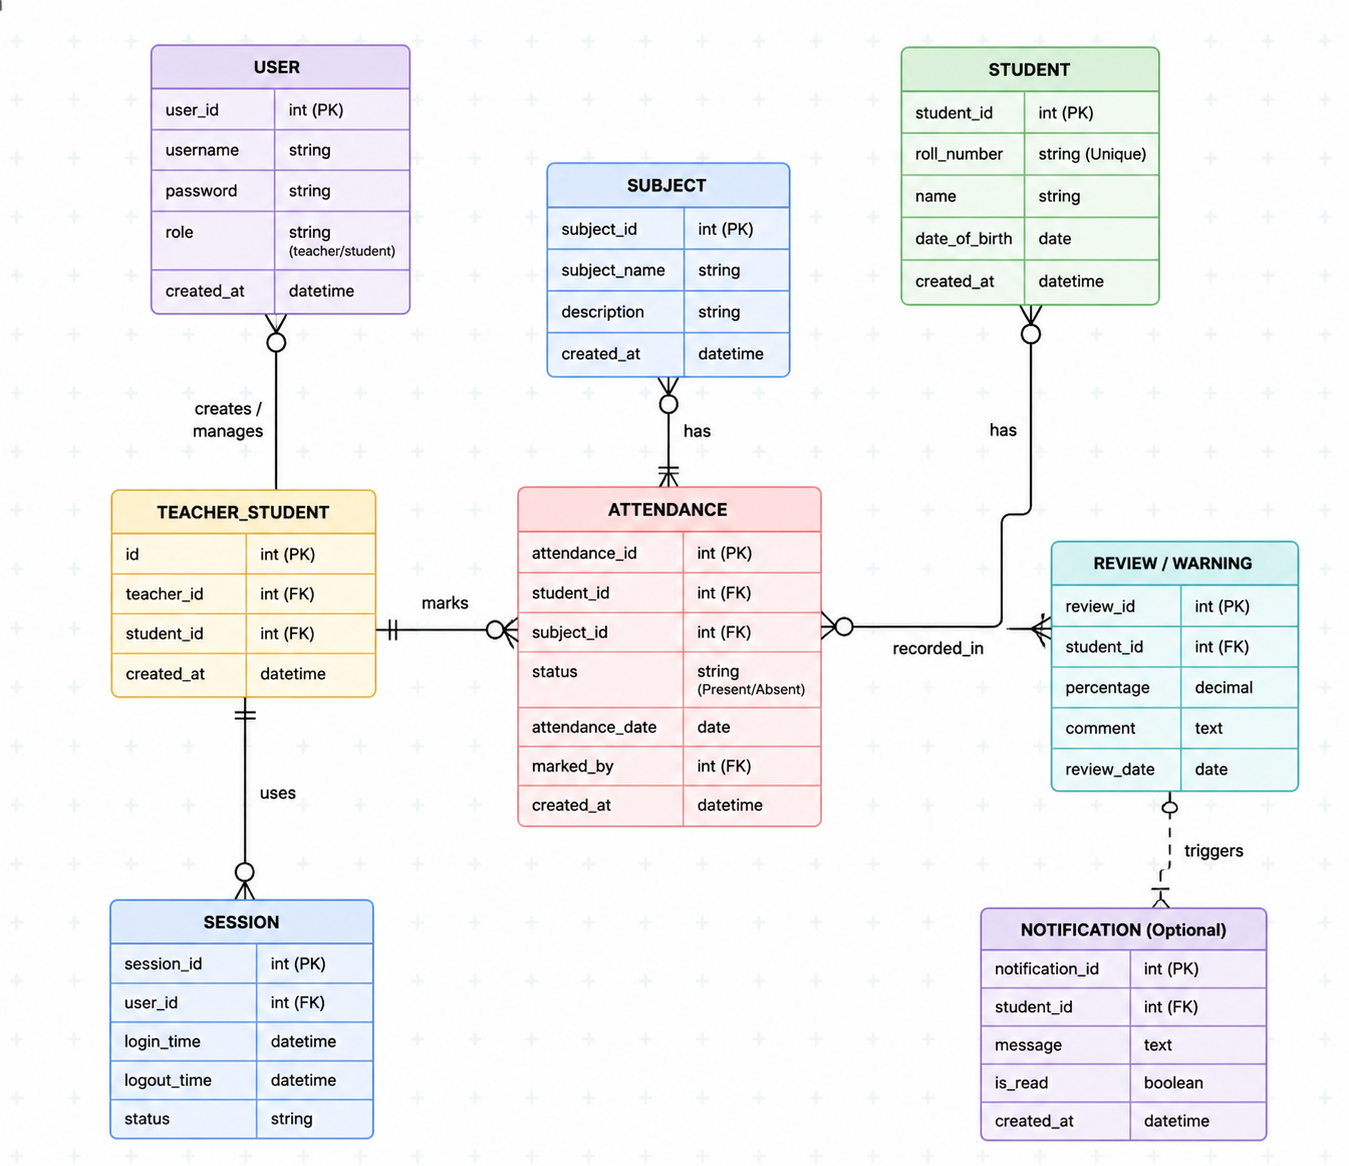 USER
user_id int (PK)
username string
password string
role string
(teacher/student)
created_at datetime
STUDENT
student_id int (PK)
roll_number string (Unique)
name string
date_of_birth date
created_at datetime
SUBJECT
subject_id int (PK)
subject_name string
description string
created_at datetime
creates /
manages
has
has
TEACHER_STUDENT
id int (PK)
teacher_id int (FK)
student_id int (FK)
created_at datetime
marks
ATTENDANCE
attendance_id int (PK)
student_id int (FK)
subject_id int (FK)
status string
(Present/Absent)
attendance_date date
marked_by int (FK)
created_at datetime
recorded_in
REVIEW / WARNING
review_id int (PK)
student_id int (FK)
percentage decimal
comment text
review_date date
uses
triggers
SESSION
session_id int (PK)
user_id int (FK)
login_time datetime
logout_time datetime
status string
NOTIFICATION (Optional)
notification_id int (PK)
student_id int (FK)
message text
is_read boolean
created_at datetime